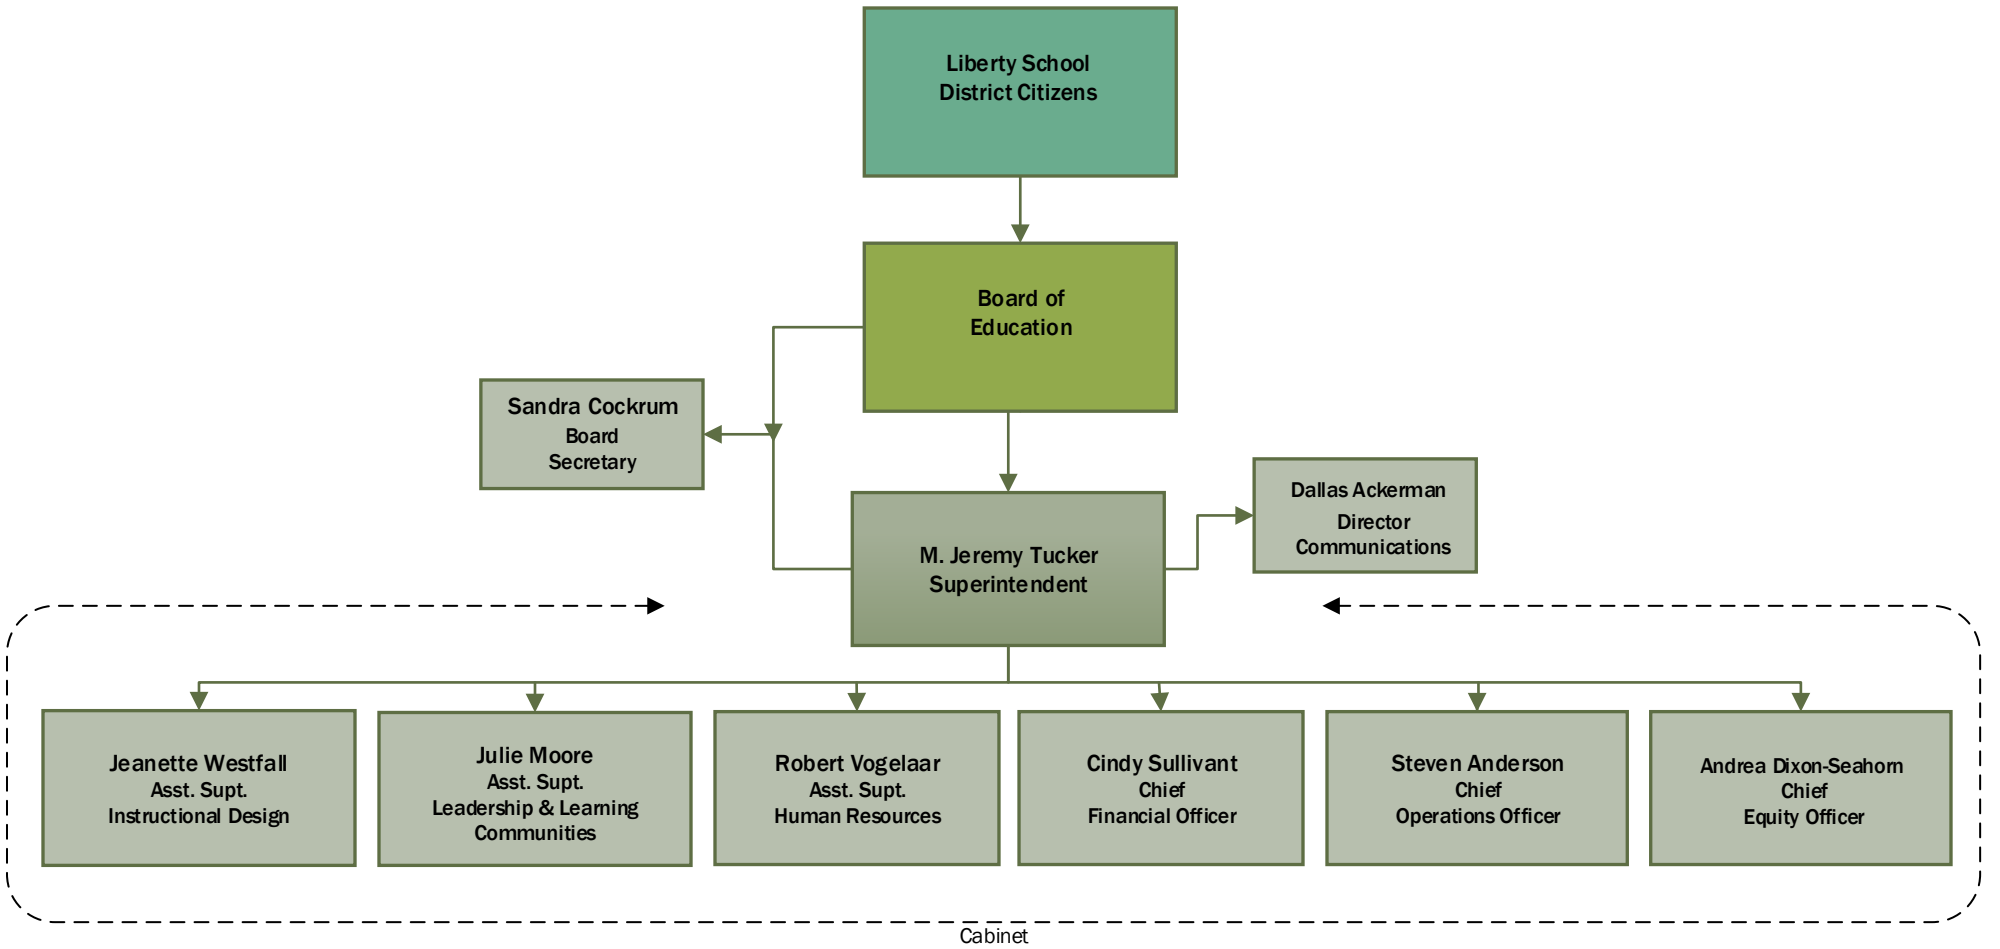 Liberty School
District Citizens
Board of
Education
Sandra Cockrum
Board
Secretary
Dallas Ackerman
Director
Communications
M. Jeremy Tucker
Superintendent
Jeanette Westfall
Asst. Supt.
Instructional Design
Julie Moore
Asst. Supt.
Leadership & Learning
Communities
Robert Vogelaar
Asst. Supt.
Human Resources
Cindy Sullivant
Chief
Financial Officer
Steven Anderson
Chief
Operations Officer
Andrea Dixon-Seahorn
Chief
Equity Officer
Cabinet